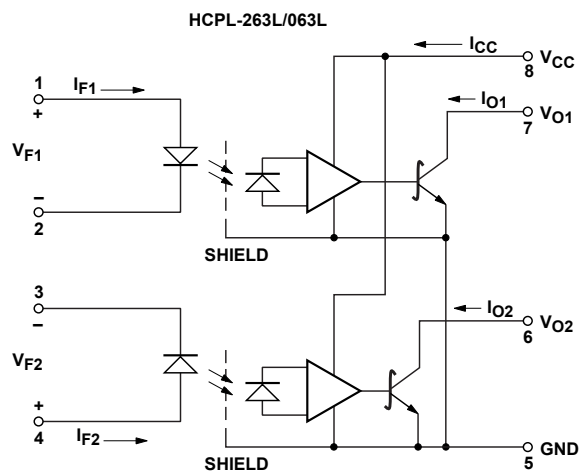 HCPL-263L/063L
I_CC
8 V_CC
1 I_F1
+
I_O1
7 V_O1
V_F1
–
2
SHIELD
3
–
I_O2
6 V_O2
V_F2
+
4 I_F2
5 GND
SHIELD